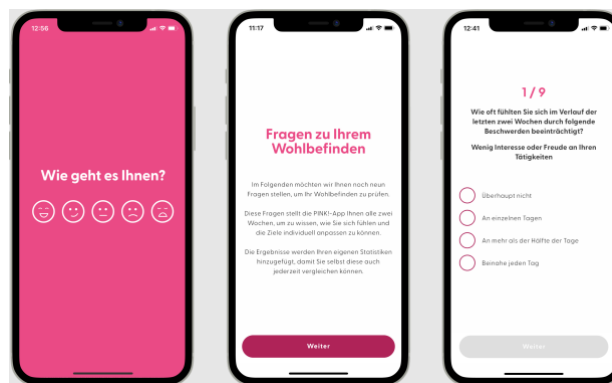 12:56
Wie geht es Ihnen?
11:17
Fragen zu Ihrem
Wohlbefinden
Im Folgenden möchten wir Ihnen noch neun
Fragen stellen, um Ihr Wohlbefinden zu prüfen.
Diese Fragen stellt die PINK!-App Ihnen alle zwei
Wochen, um zu wissen, wie Sie sich fühlen und
die Ziele individuell anpassen zu können.
Die Ergebnisse werden Ihren eigenen Statistiken
hinzugefügt, damit Sie selbst diese auch
jederzeit vergleichen können.
Weiter
12:41
1 / 9
Wie oft fühlten Sie sich im Verlauf der
letzten zwei Wochen durch folgende
Beschwerden beeinträchtigt?
Wenig Interesse oder Freude an Ihren
Tätigkeiten
Überhaupt nicht
An einzelnen Tagen
An mehr als der Hälfte der Tage
Beinahe jeden Tag
Weiter